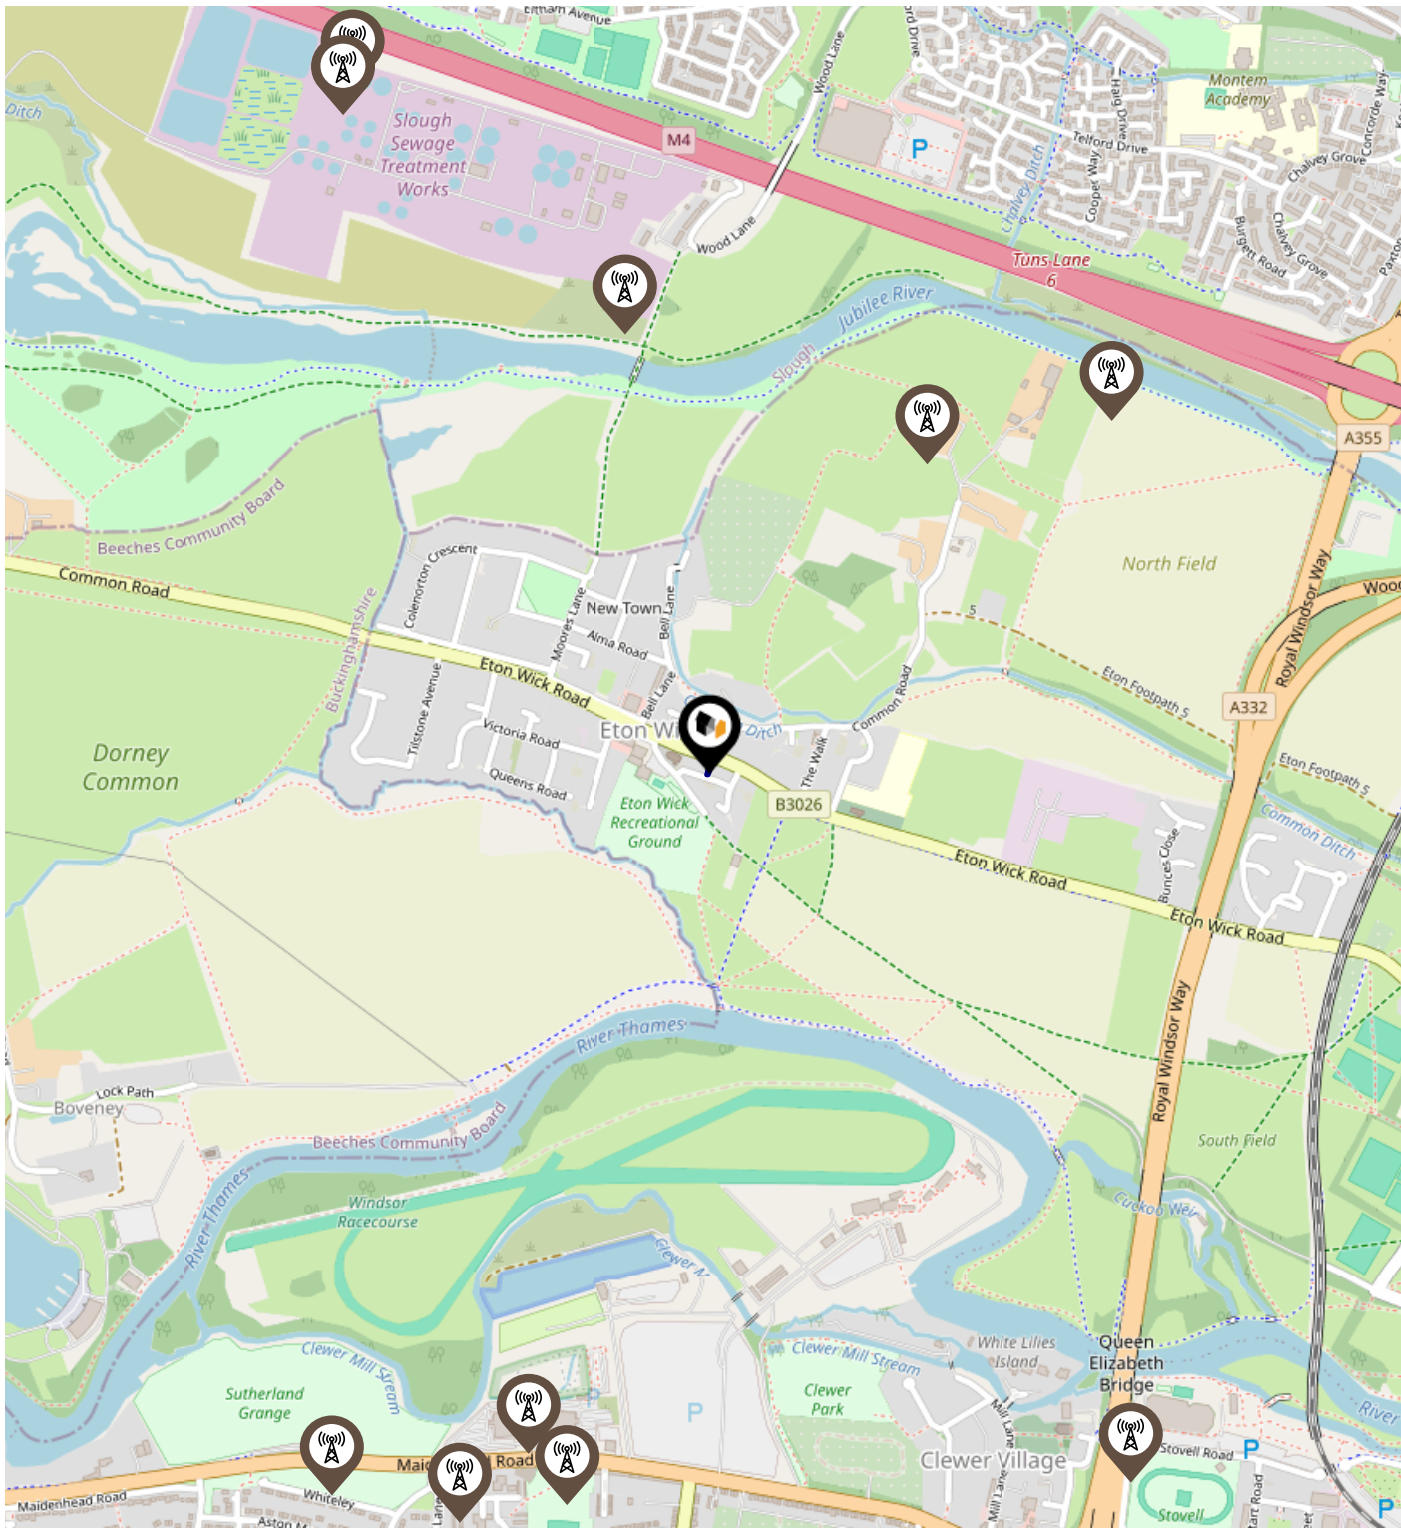 Eltham Avenue
Wood Lane
Haig Drive
Montem
Academy
Concorde Way
Ditch
Slough
Sewage
Treatment
Works
M4
P
Telford Drive
Chalvey Grove
Cooper Way
Chalvey Ditch
Wood Lane
Burgett Road
Chalvey Grove
Tuns Lane
6
Jubilee River
Slough
A355
Beeches Community Board
North Field
Common Road
Colenorton Crescent
New Town
Moores Lane
Bell Lane
Alma Road
5
Royal Windsor Way
Buckinghamshire
Eton Wick Road
Tilstone Avenue
Bell Lane
Common Road
Eton Footpath 5
A332
Dorney
Common
Victoria Road
Eton Wi
Ditch
The Walk
Queens Road
Eton Footpath 5
Eton Wick
Recreational
Ground
B3026
Common Ditch
Eton Wick Road
Bunces Close
Eton Wick Road
River Thames
Royal Windsor Way
Lock Path
Boveney
Beeches Community Board
South Field
River Thames
Windsor
Racecourse
Cuckoo Weir
Clewer M
Clewer Mill Stream
Clewer Mill Stream
White Lilies
Island
Queen
Elizabeth
Bridge
Sutherland
Grange
P
P
Clewer
Park
Mill Lane
River
Road
Clewer Village
Stovell Road
P
Maidenhead Road
Whiteley
Lane
Mill Lane
Stovell
P